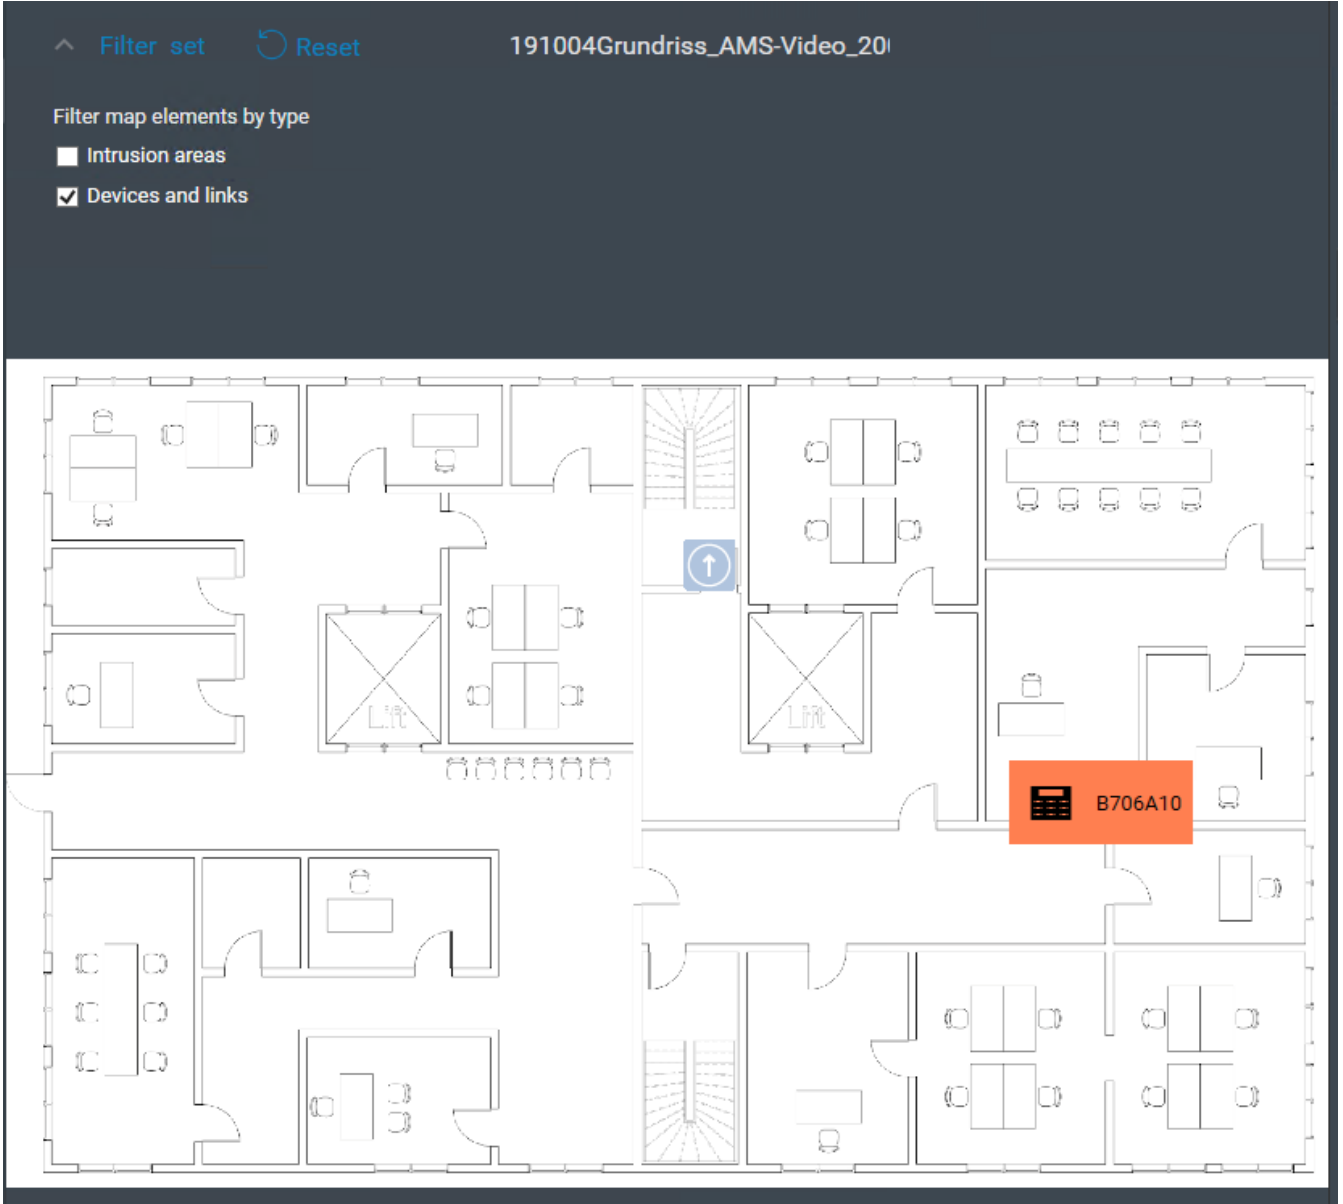 Filter set
Reset
191004Grundriss_AMS-Video_20
Filter map elements by type
Intrusion areas
Devices and links
Lift
Lift
B706A10